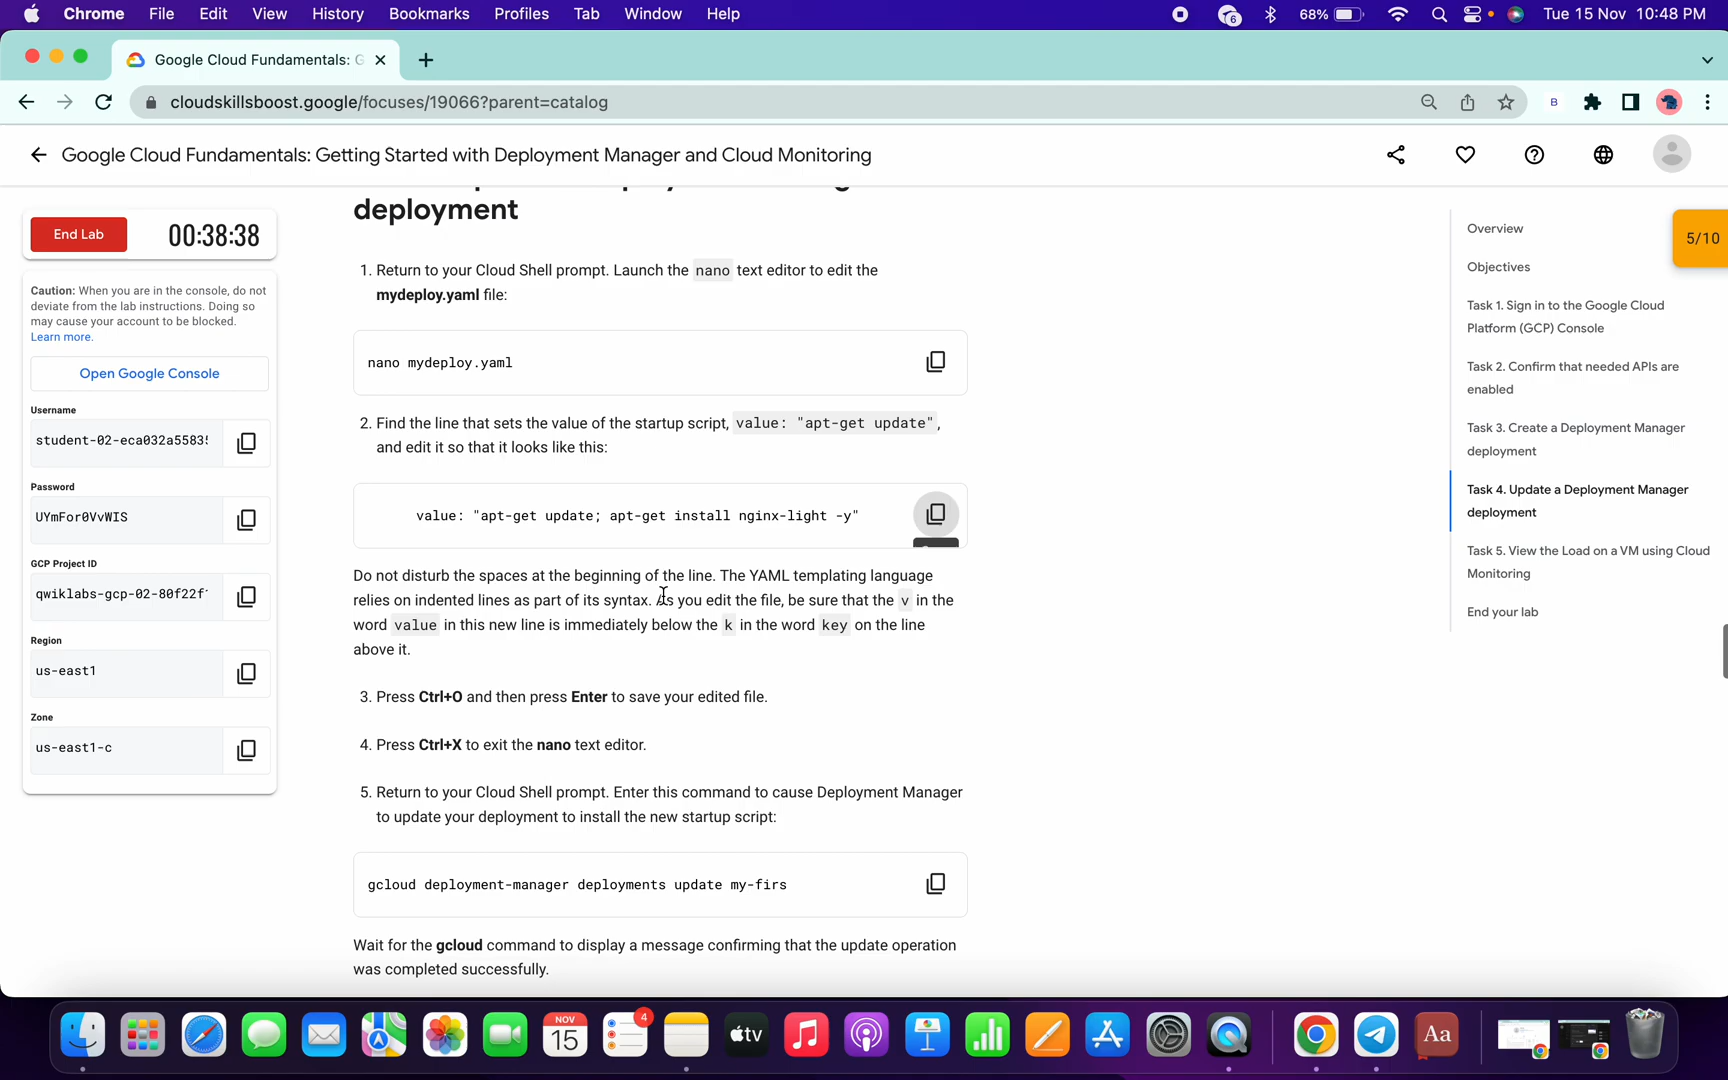 Chrome File Edit View History Bookmarks Profiles Tab Window Help 6 68% Tue 15 Nov 10:48 PM
Google Cloud Fundamentals: G
cloudskillsboost.google/focuses/19066?parent=catalog B
Google Cloud Fundamentals: Getting Started with Deployment Manager and Cloud Monitoring
End Lab 00:38:38
Caution: When you are in the console, do not
deviate from the lab instructions. Doing so
may cause your account to be blocked.
Learn more.
Open Google Console
Username
student-02-eca032a5583
Password
UYmFor0VvWIS
GCP Project ID
qwiklabs-gcp-02-80f22f
Region
us-east1
Zone
us-east1-c
deployment
1. Return to your Cloud Shell prompt. Launch the nano text editor to edit the
mydeploy.yaml file:
nano mydeploy.yaml
2. Find the line that sets the value of the startup script, value: "apt-get update",
and edit it so that it looks like this:
value: "apt-get update; apt-get install nginx-light -y"
Do not disturb the spaces at the beginning of the line. The YAML templating language
relies on indented lines as part of its syntax. As you edit the file, be sure that the v in the
word value in this new line is immediately below the k in the word key on the line
above it.
3. Press Ctrl+O and then press Enter to save your edited file.
4. Press Ctrl+X to exit the nano text editor.
5. Return to your Cloud Shell prompt. Enter this command to cause Deployment Manager
to update your deployment to install the new startup script:
gcloud deployment-manager deployments update my-firs
Wait for the gcloud command to display a message confirming that the update operation
was completed successfully.
Overview
Objectives
Task 1. Sign in to the Google Cloud
Platform (GCP) Console
Task 2. Confirm that needed APIs are
enabled
Task 3. Create a Deployment Manager
deployment
Task 4. Update a Deployment Manager
deployment
Task 5. View the Load on a VM using Cloud
Monitoring
End your lab
5/10
NOV
15
4
tv
Aa